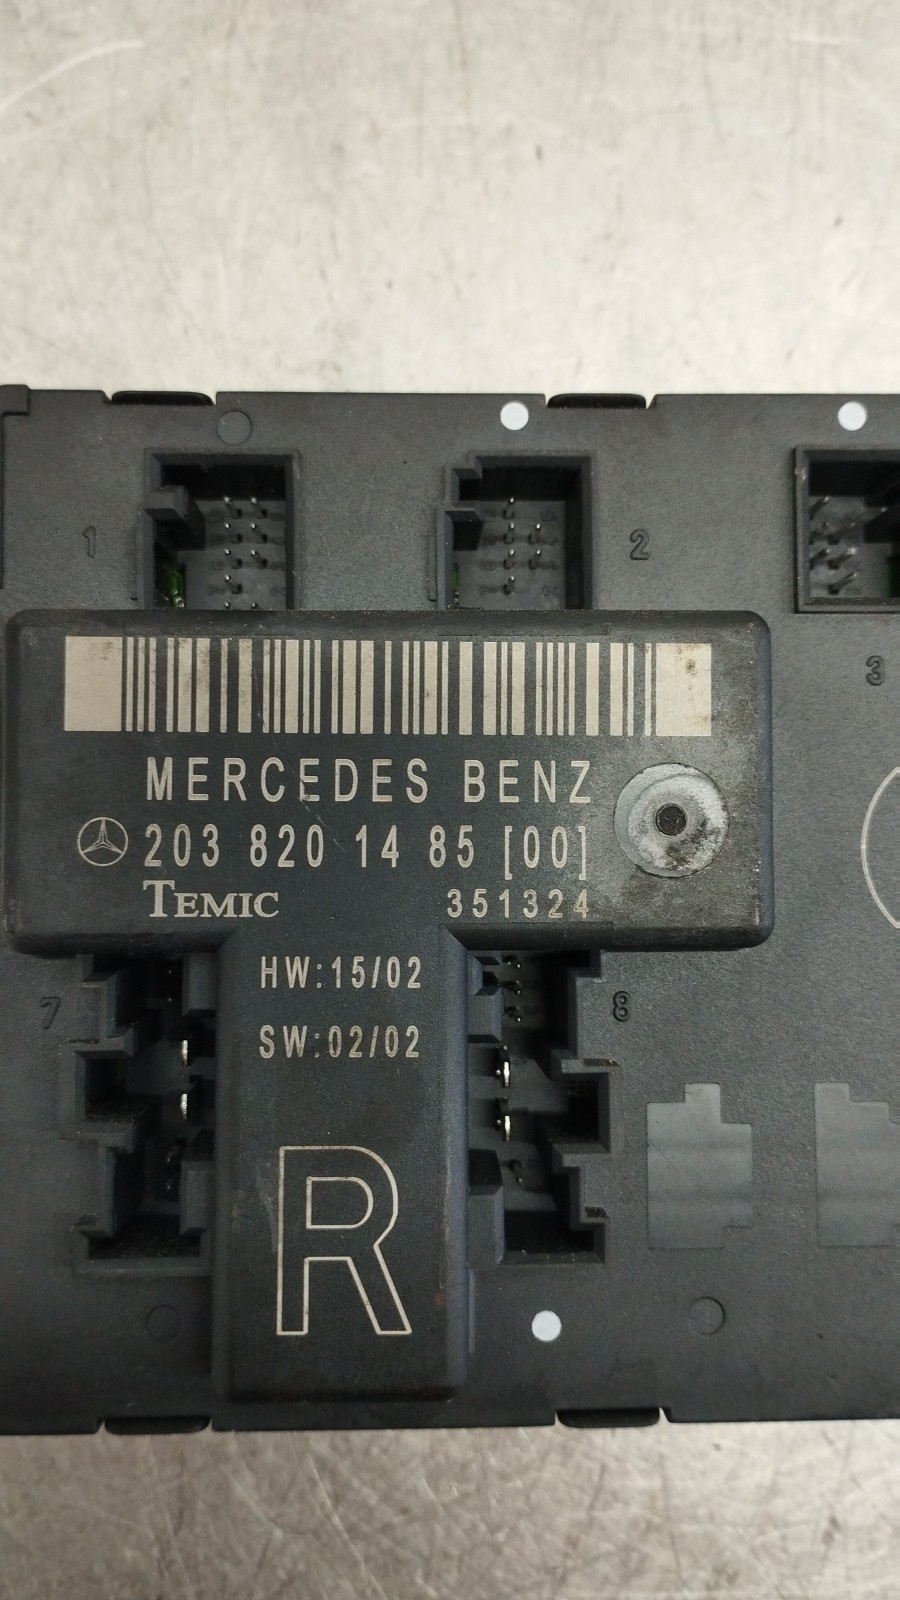 1
2
3
MERCEDES BENZ
203 820 14 85 [00]
TEMIC 351324
HW:15/02
7
8
SW:02/02
R